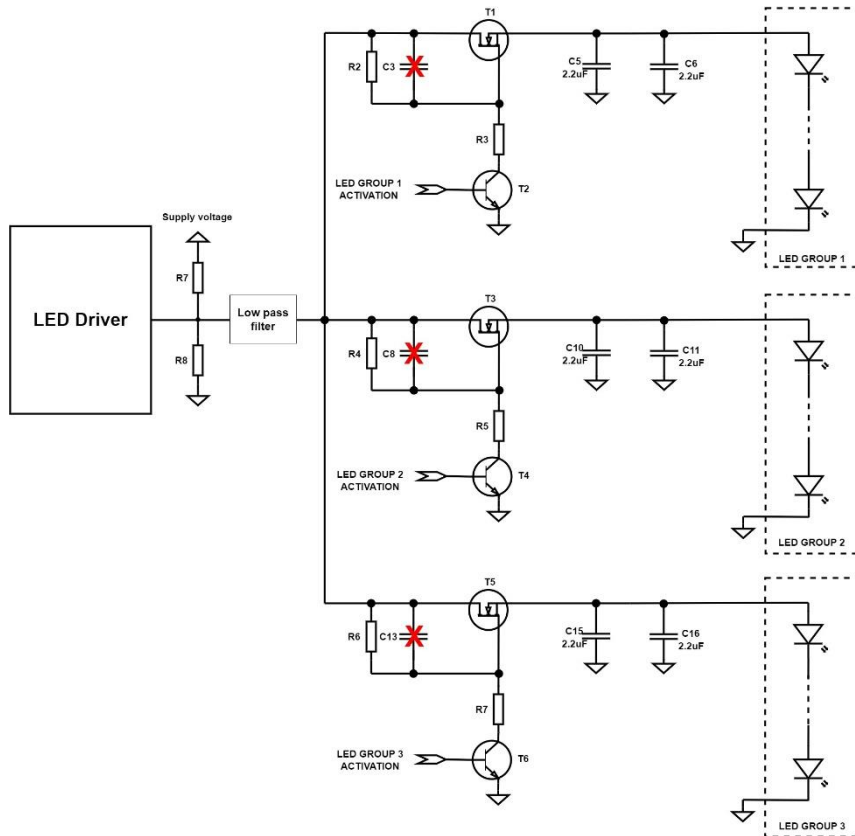 T1
R2
C3
C5
2.2uF
C6
2.2uF
R3
LED GROUP 1
ACTIVATION
T2
LED GROUP 1
Supply voltage
R7
LED Driver
Low pass
filter
R8
T3
R4
C8
C10
2.2uF
C11
2.2uF
R5
LED GROUP 2
ACTIVATION
T4
LED GROUP 2
T5
R6
C13
C15
2.2uF
C16
2.2uF
R7
LED GROUP 3
ACTIVATION
T6
LED GROUP 3